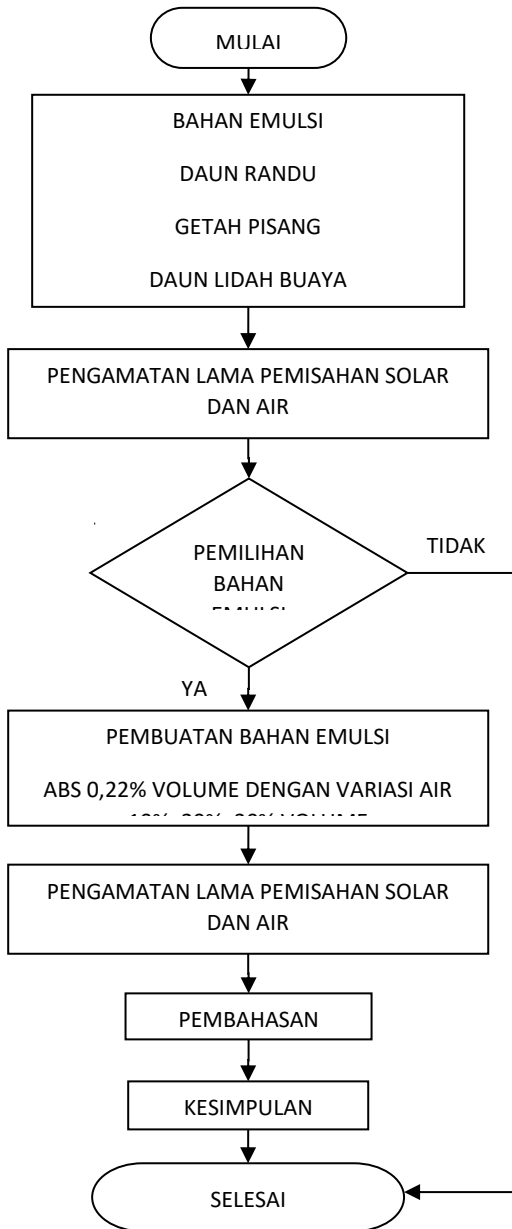 MULAI
BAHAN EMULSI
DAUN RANDU
GETAH PISANG
DAUN LIDAH BUAYA
PENGAMATAN LAMA PEMISAHAN SOLAR
DAN AIR
PEMILIHAN
BAHAN
EMULSI
TIDAK
YA
PEMBUATAN BAHAN EMULSI
ABS 0,22% VOLUME DENGAN VARIASI AIR
PENGAMATAN LAMA PEMISAHAN SOLAR
DAN AIR
PEMBAHASAN
KESIMPULAN
SELESAI